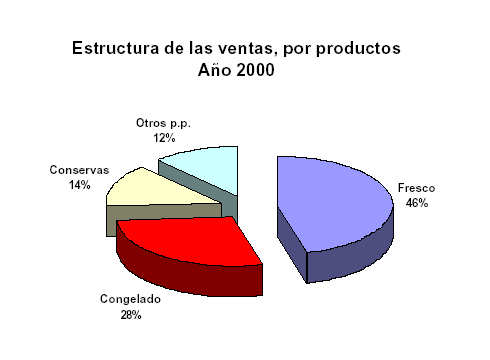 Estructura de las ventas, por productos
Año 2000
Otros p.p.
12%
Conservas
14%
Fresco
46%
Congelado
28%